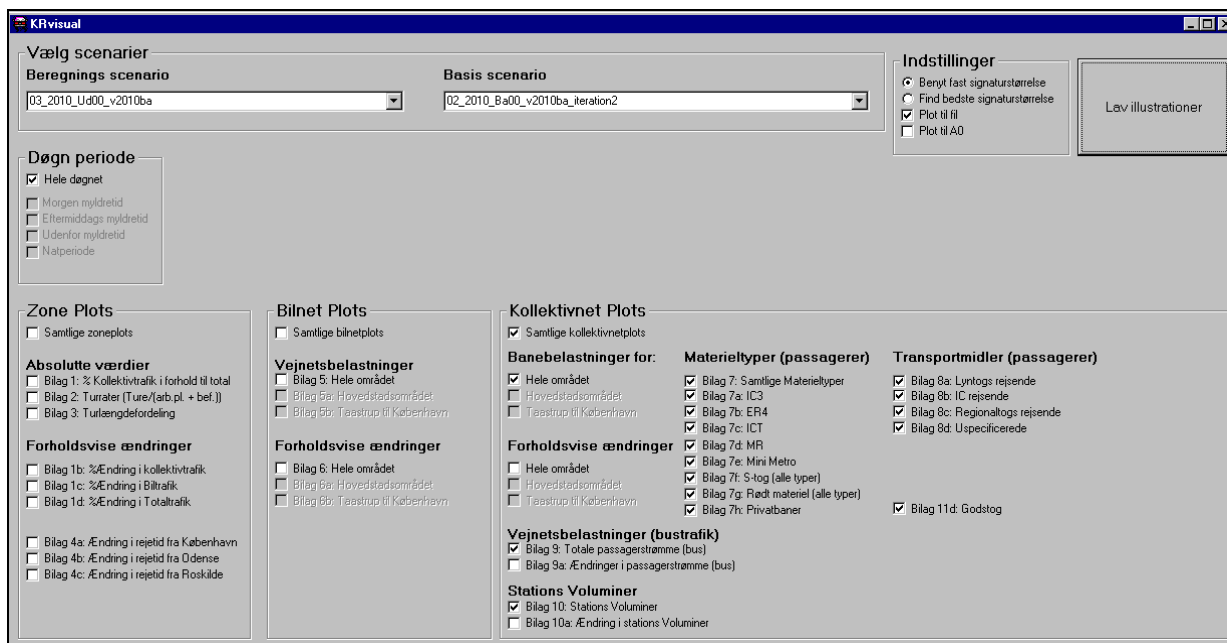 KRvisual
Vælg scenarier
Beregnings scenario
Basis scenario
03_2010_Ud00_v2010ba
02_2010_Ba00_v2010ba_iteration2
Indstillinger
Benyt fast signaturstørrelse
Find bedste signaturstørrelse
Plot til fil
Plot til A0
Lav illustrationer
Døgn periode
Hele døgnet
Morgen myldretid
Eftermiddags myldretid
Udenfor myldretid
Natperiode
Zone Plots
Samtlige zoneplots
Absolutte værdier
Bilag 1: % Kollektivtrafik i forhold til total
Bilag 2: Turrater (Ture/(arb.pl. + bef.))
Bilag 3: Turlængdefordeling
Forholdsvise ændringer
Bilag 1b: %Ændring i kollektivtrafik
Bilag 1c: %Ændring i Biltrafik
Bilag 1d: %Ændring i Totaltrafik
Bilag 4a: Ændring i rejetid fra København
Bilag 4b: Ændring i rejetid fra Odense
Bilag 4c: Ændring i rejetid fra Roskilde
Bilnet Plots
Samtlige bilnetplots
Vejnetsbelastninger
Bilag 5: Hele området
Bilag 5a: Hovedstadsområdet
Bilag 5b: Taastrup til København
Forholdsvise ændringer
Bilag 6: Hele området
Bilag 6a: Hovedstadsområdet
Bilag 6b: Taastrup til København
Kollektivnet Plots
Samtlige kollektivnetplots
Banebelastninger for:
Hele området
Hovedstadsområdet
Taastrup til København
Forholdsvise ændringer
Hele området
Hovedstadsområdet
Taastrup til København
Materieltyper (passagerer)
Bilag 7: Samtlige Materieltyper
Bilag 7a: IC3
Bilag 7b: ER4
Bilag 7c: ICT
Bilag 7d: MR
Bilag 7e: Mini Metro
Bilag 7f: S-tog (alle typer)
Bilag 7g: Rødt materiel (alle typer)
Bilag 7h: Privatbaner
Transportmidler (passagerer)
Bilag 8a: Lyntogs rejsende
Bilag 8b: IC rejsende
Bilag 8c: Regionaltogs rejsende
Bilag 8d: Uspecificerede
Bilag 11d: Godstog
Vejnetsbelastninger (bustrafik)
Bilag 9: Totale passagerstrømme (bus)
Bilag 9a: Ændringer i passagerstrømme (bus)
Stations Voluminer
Bilag 10: Stations Voluminer
Bilag 10a: Ændring i stations Voluminer